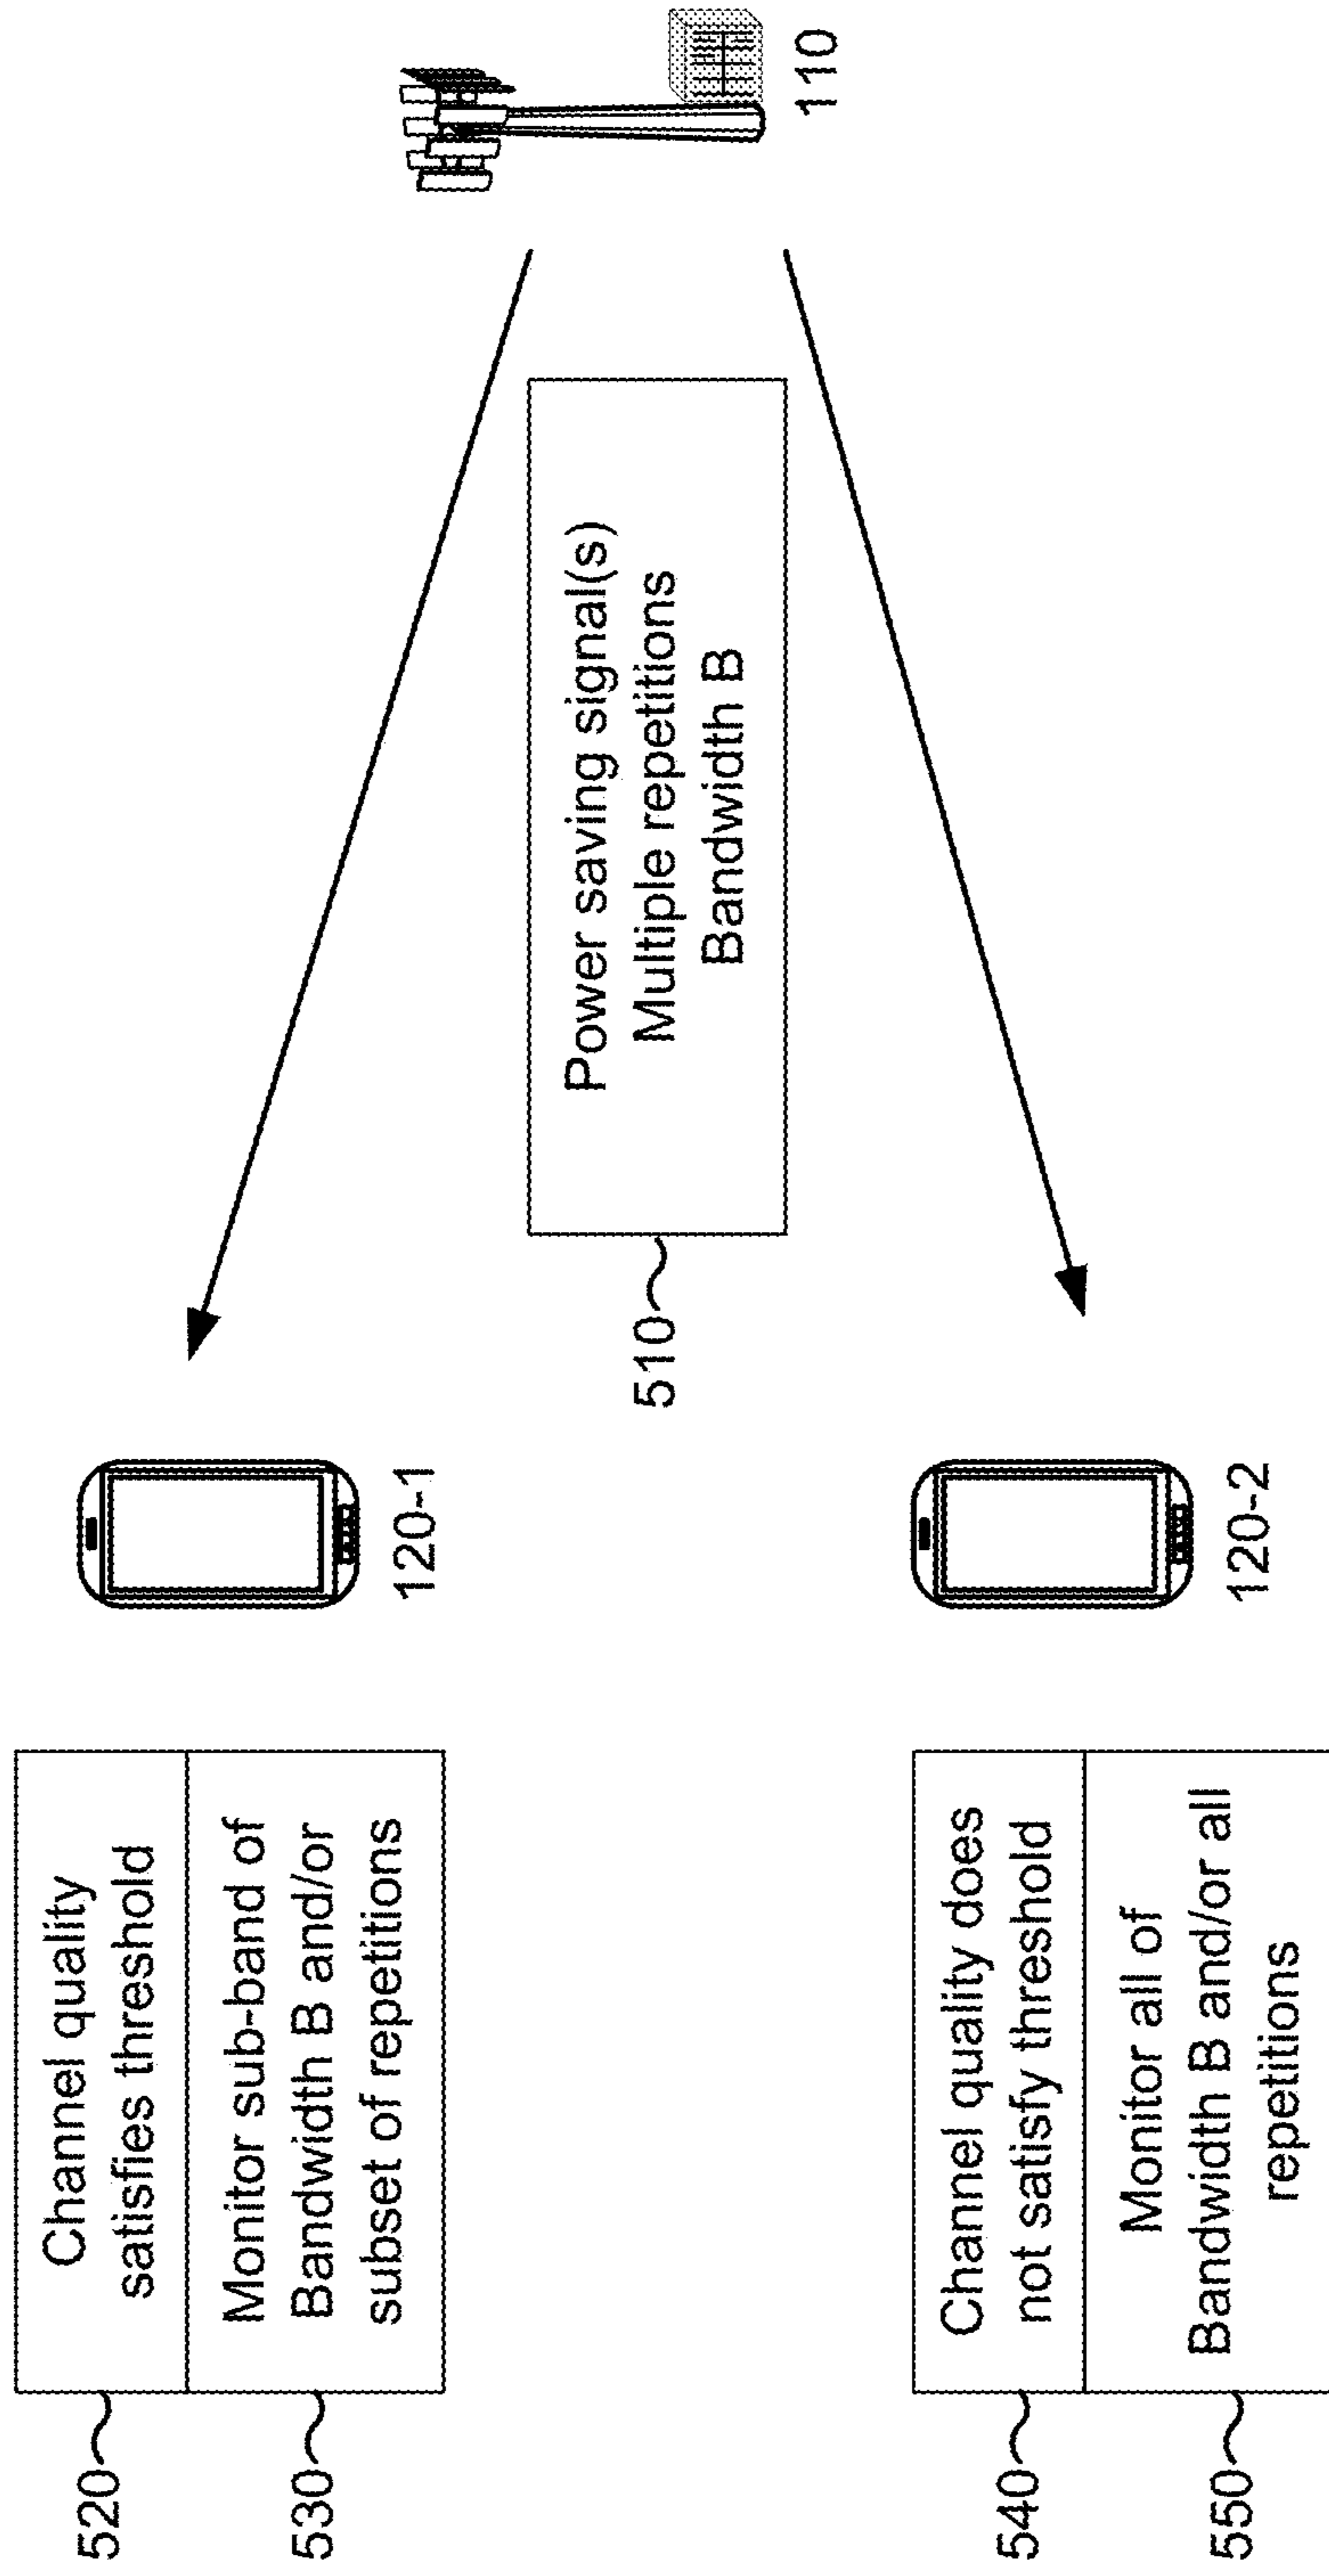 520
Channel quality
satisfies threshold
530
Monitor sub-band of
Bandwidth B and/or
subset of repetitions
120-1
510
Power saving signal(s)
Multiple repetitions
Bandwidth B
110
540
Channel quality does
not satisfy threshold
550
Monitor all of
Bandwidth B and/or all
repetitions
120-2